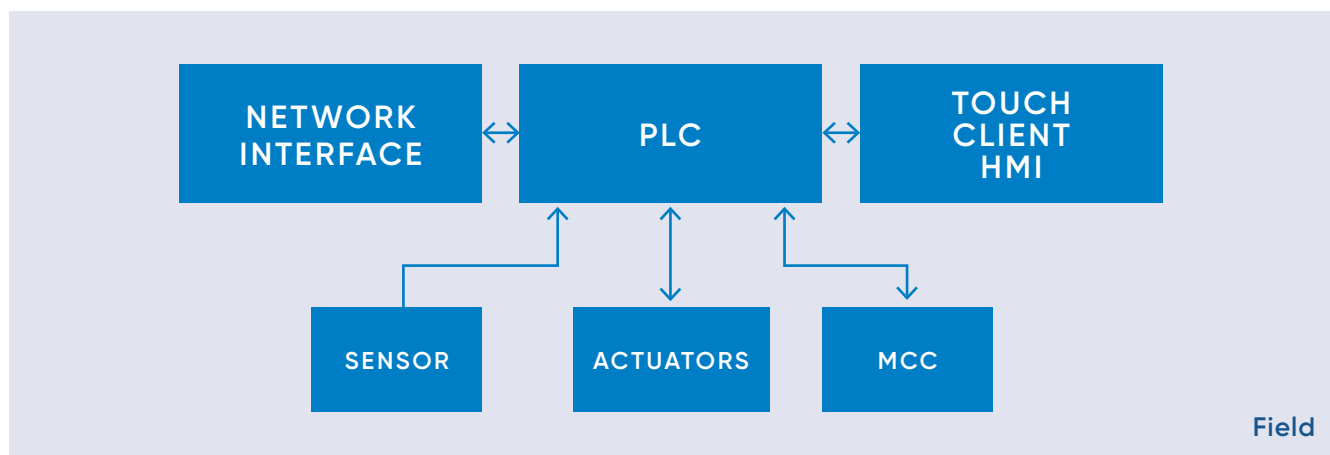 NETWORK
INTERFACE
PLC
TOUCH
CLIENT
HMI
SENSOR
ACTUATORS
MCC
Field